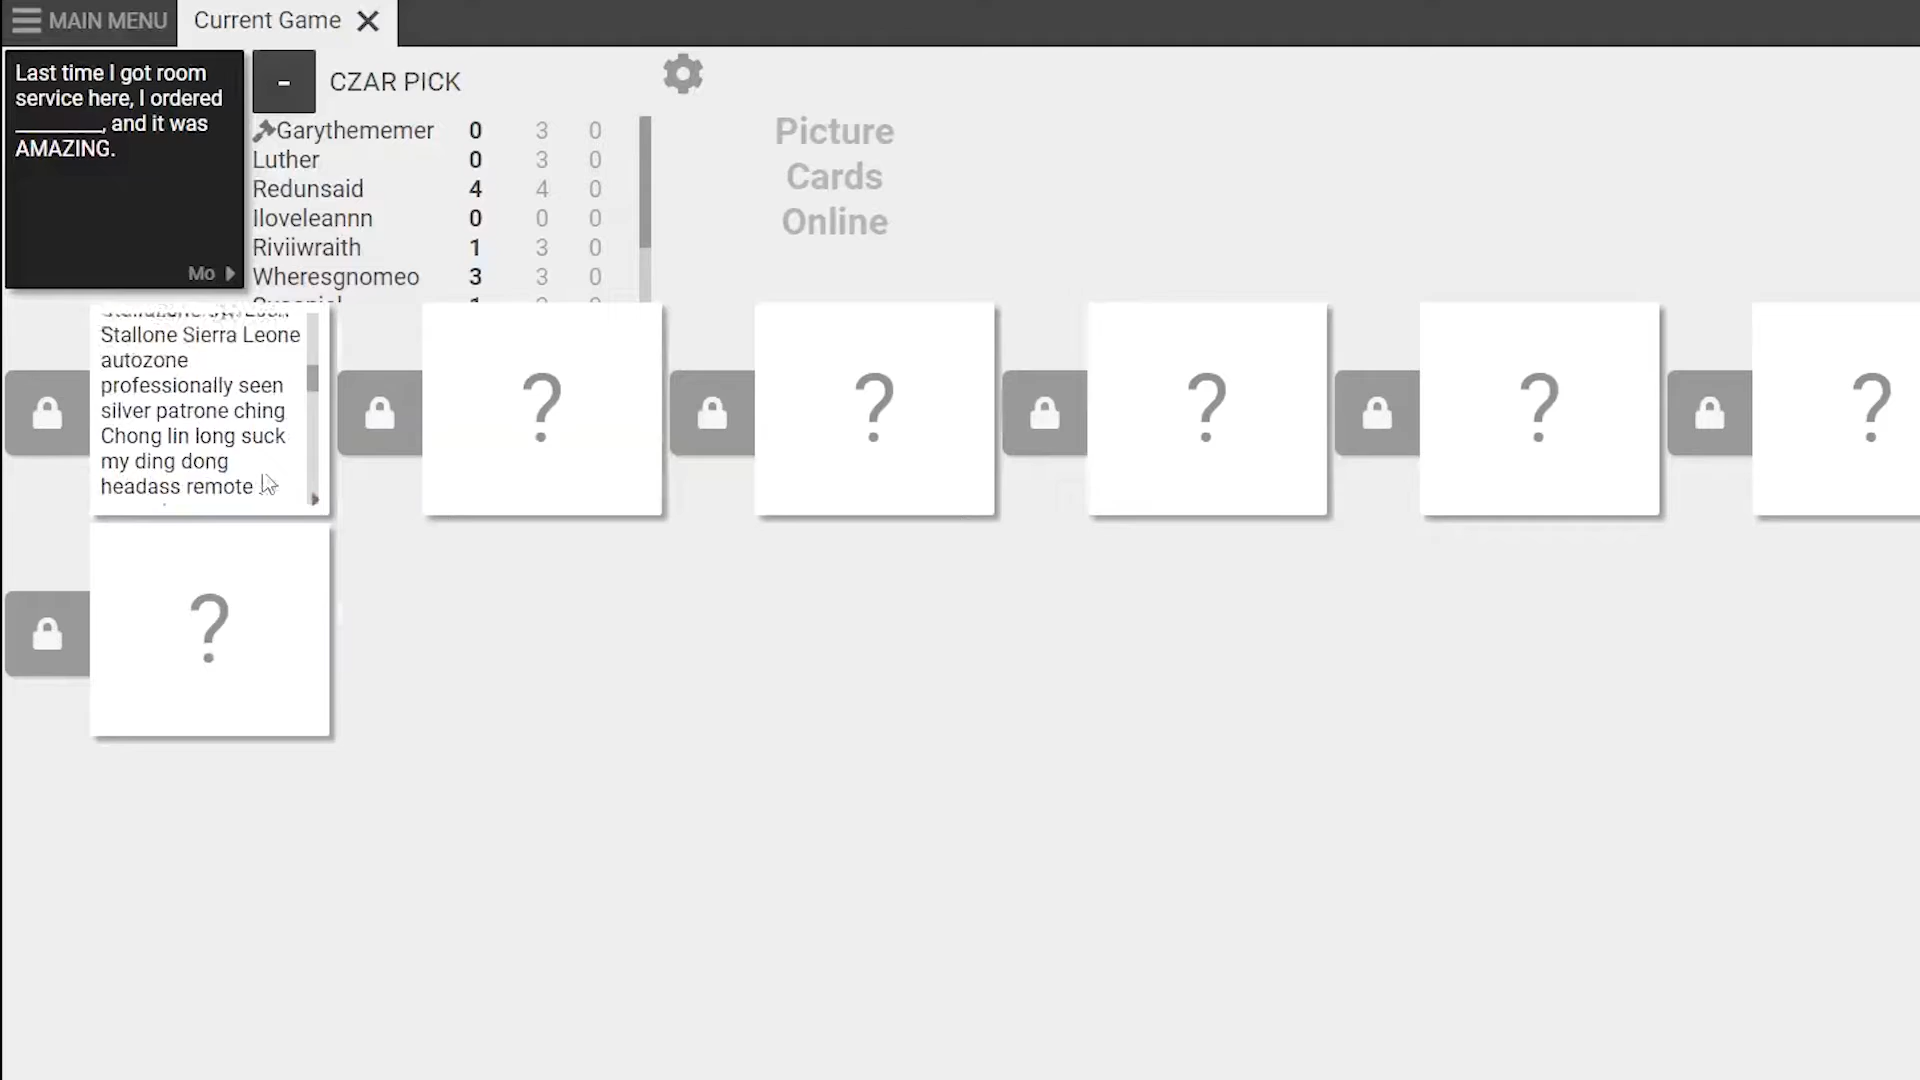 MAIN MENU
Current Game
Last time I got room
service here, I ordered
________, and it was
AMAZING.
Mo
-
CZAR PICK
Garythememer 0 3 0
Luther 0 3 0
Redunsaid 4 4 0
Iloveleannn 0 0 0
Riviiwraith 1 3 0
Wheresgnomeo 3 3 0
Picture
Cards
Online
Stallone Sierra Leone
autozone
professionally seen
silver patrone ching
Chong lin long suck
my ding dong
headass remote
?
?
?
?
?
?